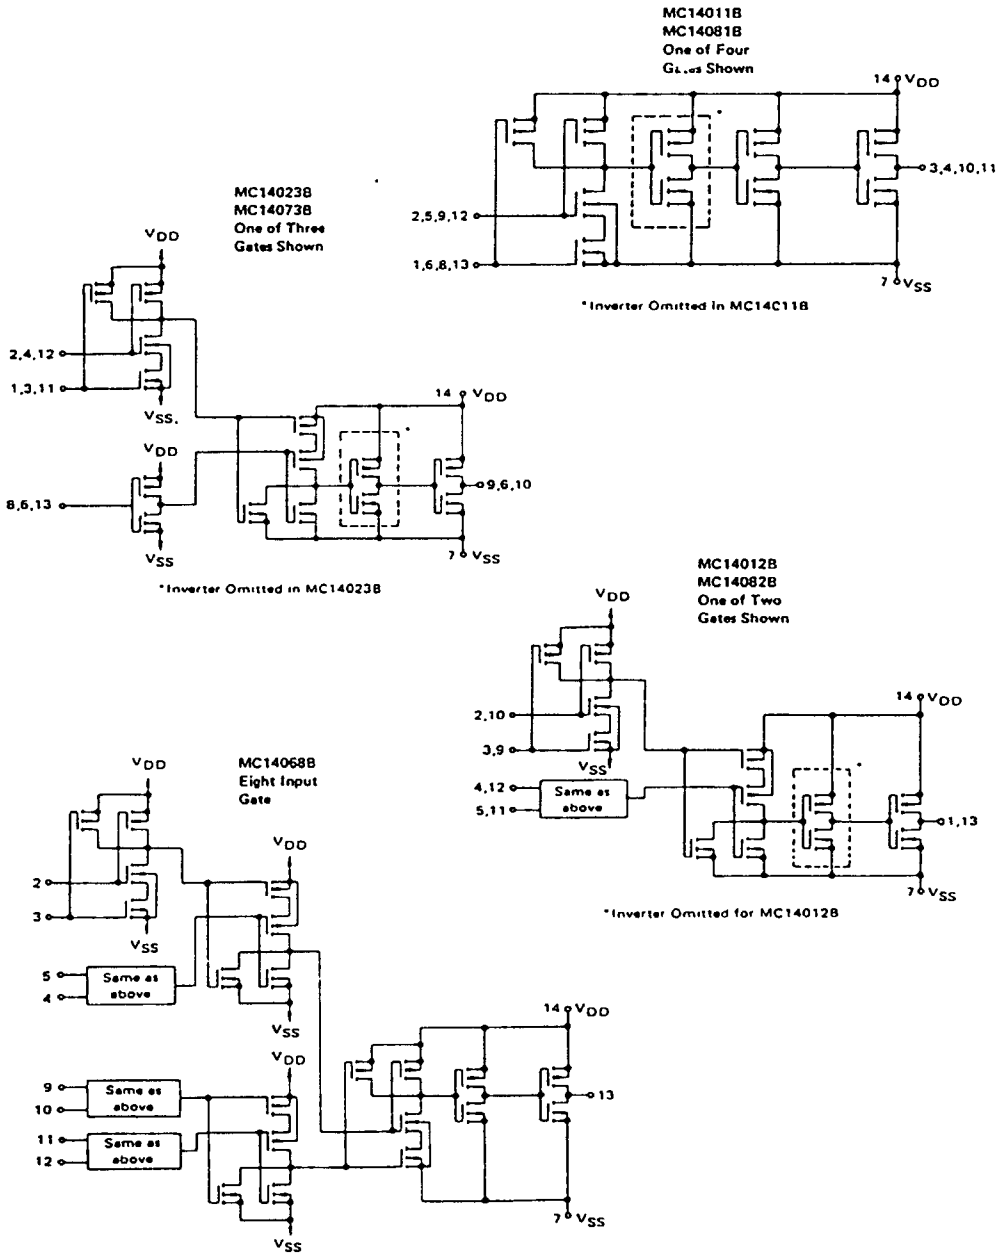 MC14011B
MC14081B
One of Four
Gates Shown
14 VDD
3,4,10,11
2,5,9,12
1,6,8,13
7 VSS
*
*Inverter Omitted in MC14C11B
MC14023B
MC14073B
One of Three
Gates Shown
VDD
2,4,12
1,3,11
VSS.
VDD
8,6,13
VSS
14 VDD
*
9,6,10
7 VSS
*Inverter Omitted in MC14023B
MC14012B
MC14082B
One of Two
Gates Shown
VDD
2,10
3,9
VSS
4,12
5,11
Same as
above
14 VDD
*
1,13
7 VSS
*Inverter Omitted for MC14012B
MC14068B
Eight Input
Gate
VDD
2
3
VSS
5
4
Same as
above
VDD
VSS
9
10
Same as
above
11
12
Same as
above
VDD
VSS
14 VDD
13
7 VSS